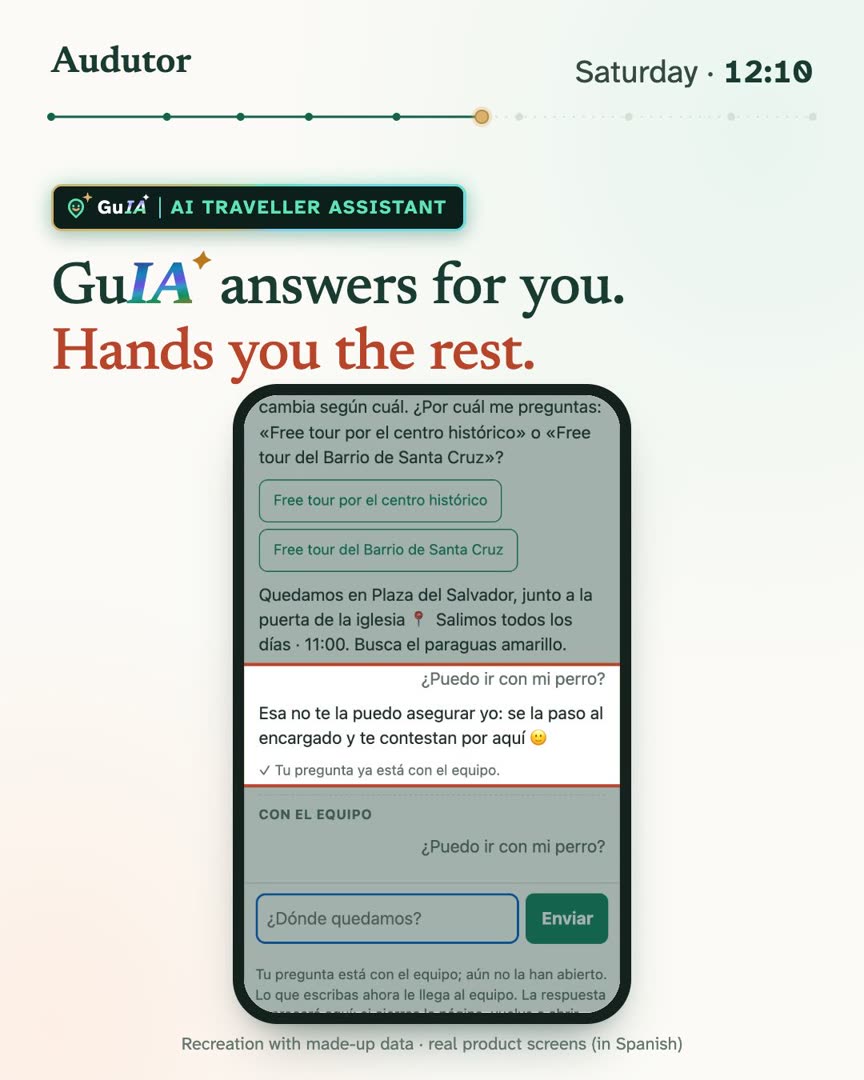 Audutor
Saturday · 12:10
GuIA | AI TRAVELLER ASSISTANT
GuIA answers for you.
Hands you the rest.
cambia según cuál. ¿Por cuál me preguntas:
«Free tour por el centro histórico» o «Free
tour del Barrio de Santa Cruz»?
Free tour por el centro histórico
Free tour del Barrio de Santa Cruz
Quedamos en Plaza del Salvador, junto a la
puerta de la iglesia 📍 Salimos todos los
días · 11:00. Busca el paraguas amarillo.
¿Puedo ir con mi perro?
Esa no te la puedo asegurar yo: se la paso al
encargado y te contestan por aquí 🙂
✓ Tu pregunta ya está con el equipo.
CON EL EQUIPO
¿Puedo ir con mi perro?
¿Dónde quedamos?
Enviar
Tu pregunta está con el equipo; aún no la han abierto.
Lo que escribas ahora le llega al equipo. La respuesta
Recreation with made-up data · real product screens (in Spanish)